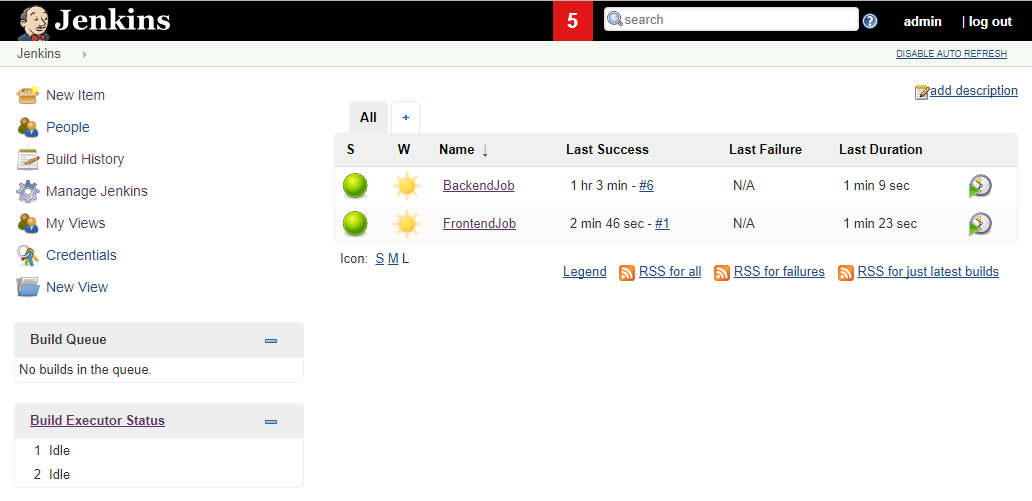 Jenkins
5
search
?
admin
| log out
Jenkins
DISABLE AUTO REFRESH
New Item
People
Build History
Manage Jenkins
My Views
Credentials
New View
Build Queue
No builds in the queue.
Build Executor Status
1 Idle
2 Idle
add description
All +
S W Name ↓ Last Success Last Failure Last Duration
BackendJob 1 hr 3 min - #6 N/A 1 min 9 sec
FrontendJob 2 min 46 sec - #1 N/A 1 min 23 sec
Icon: S M L
Legend RSS for all RSS for failures RSS for just latest builds